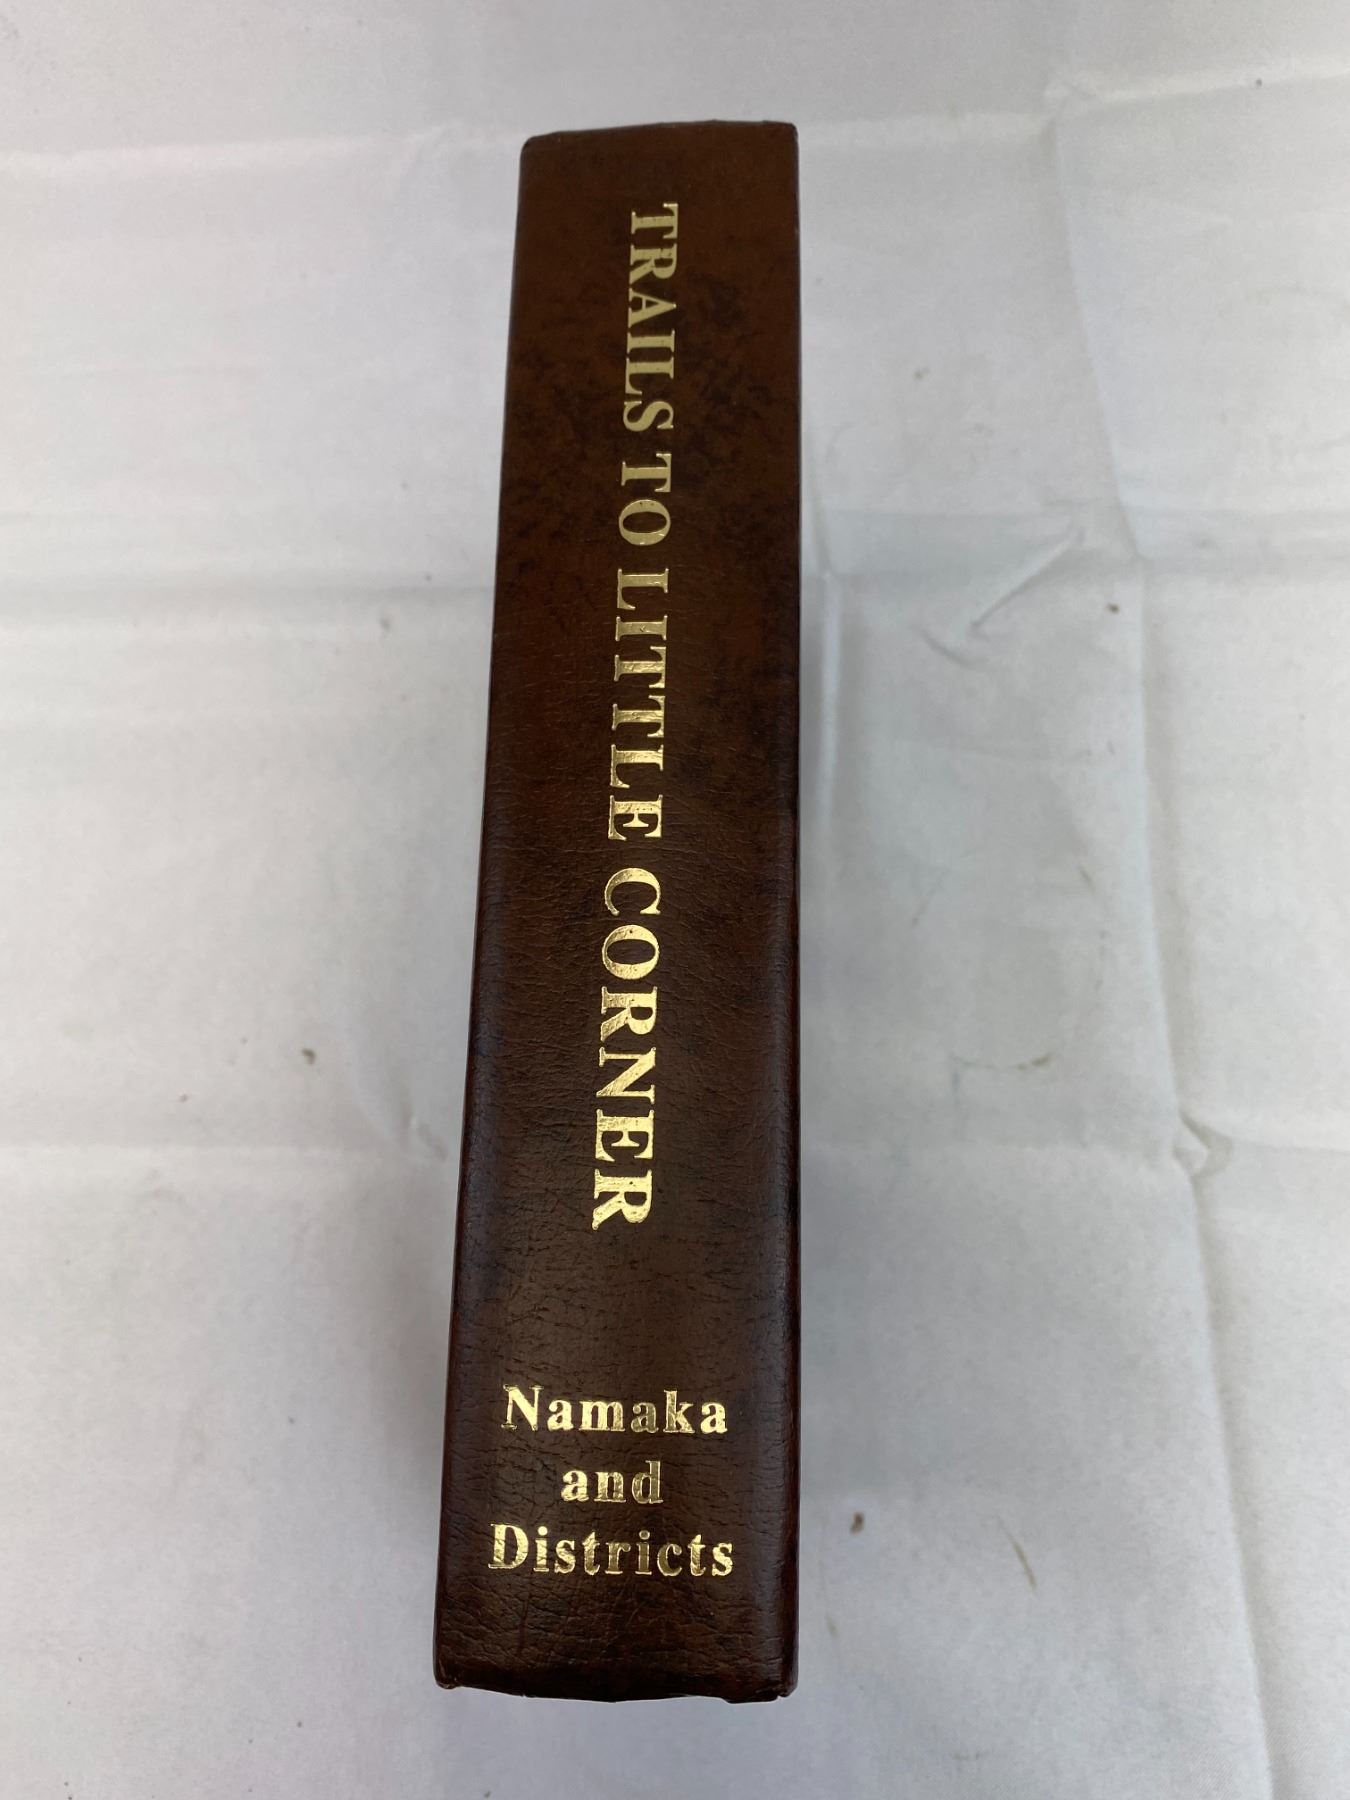 TRAILS TO LITTLE CORNER
Namaka
and
Districts